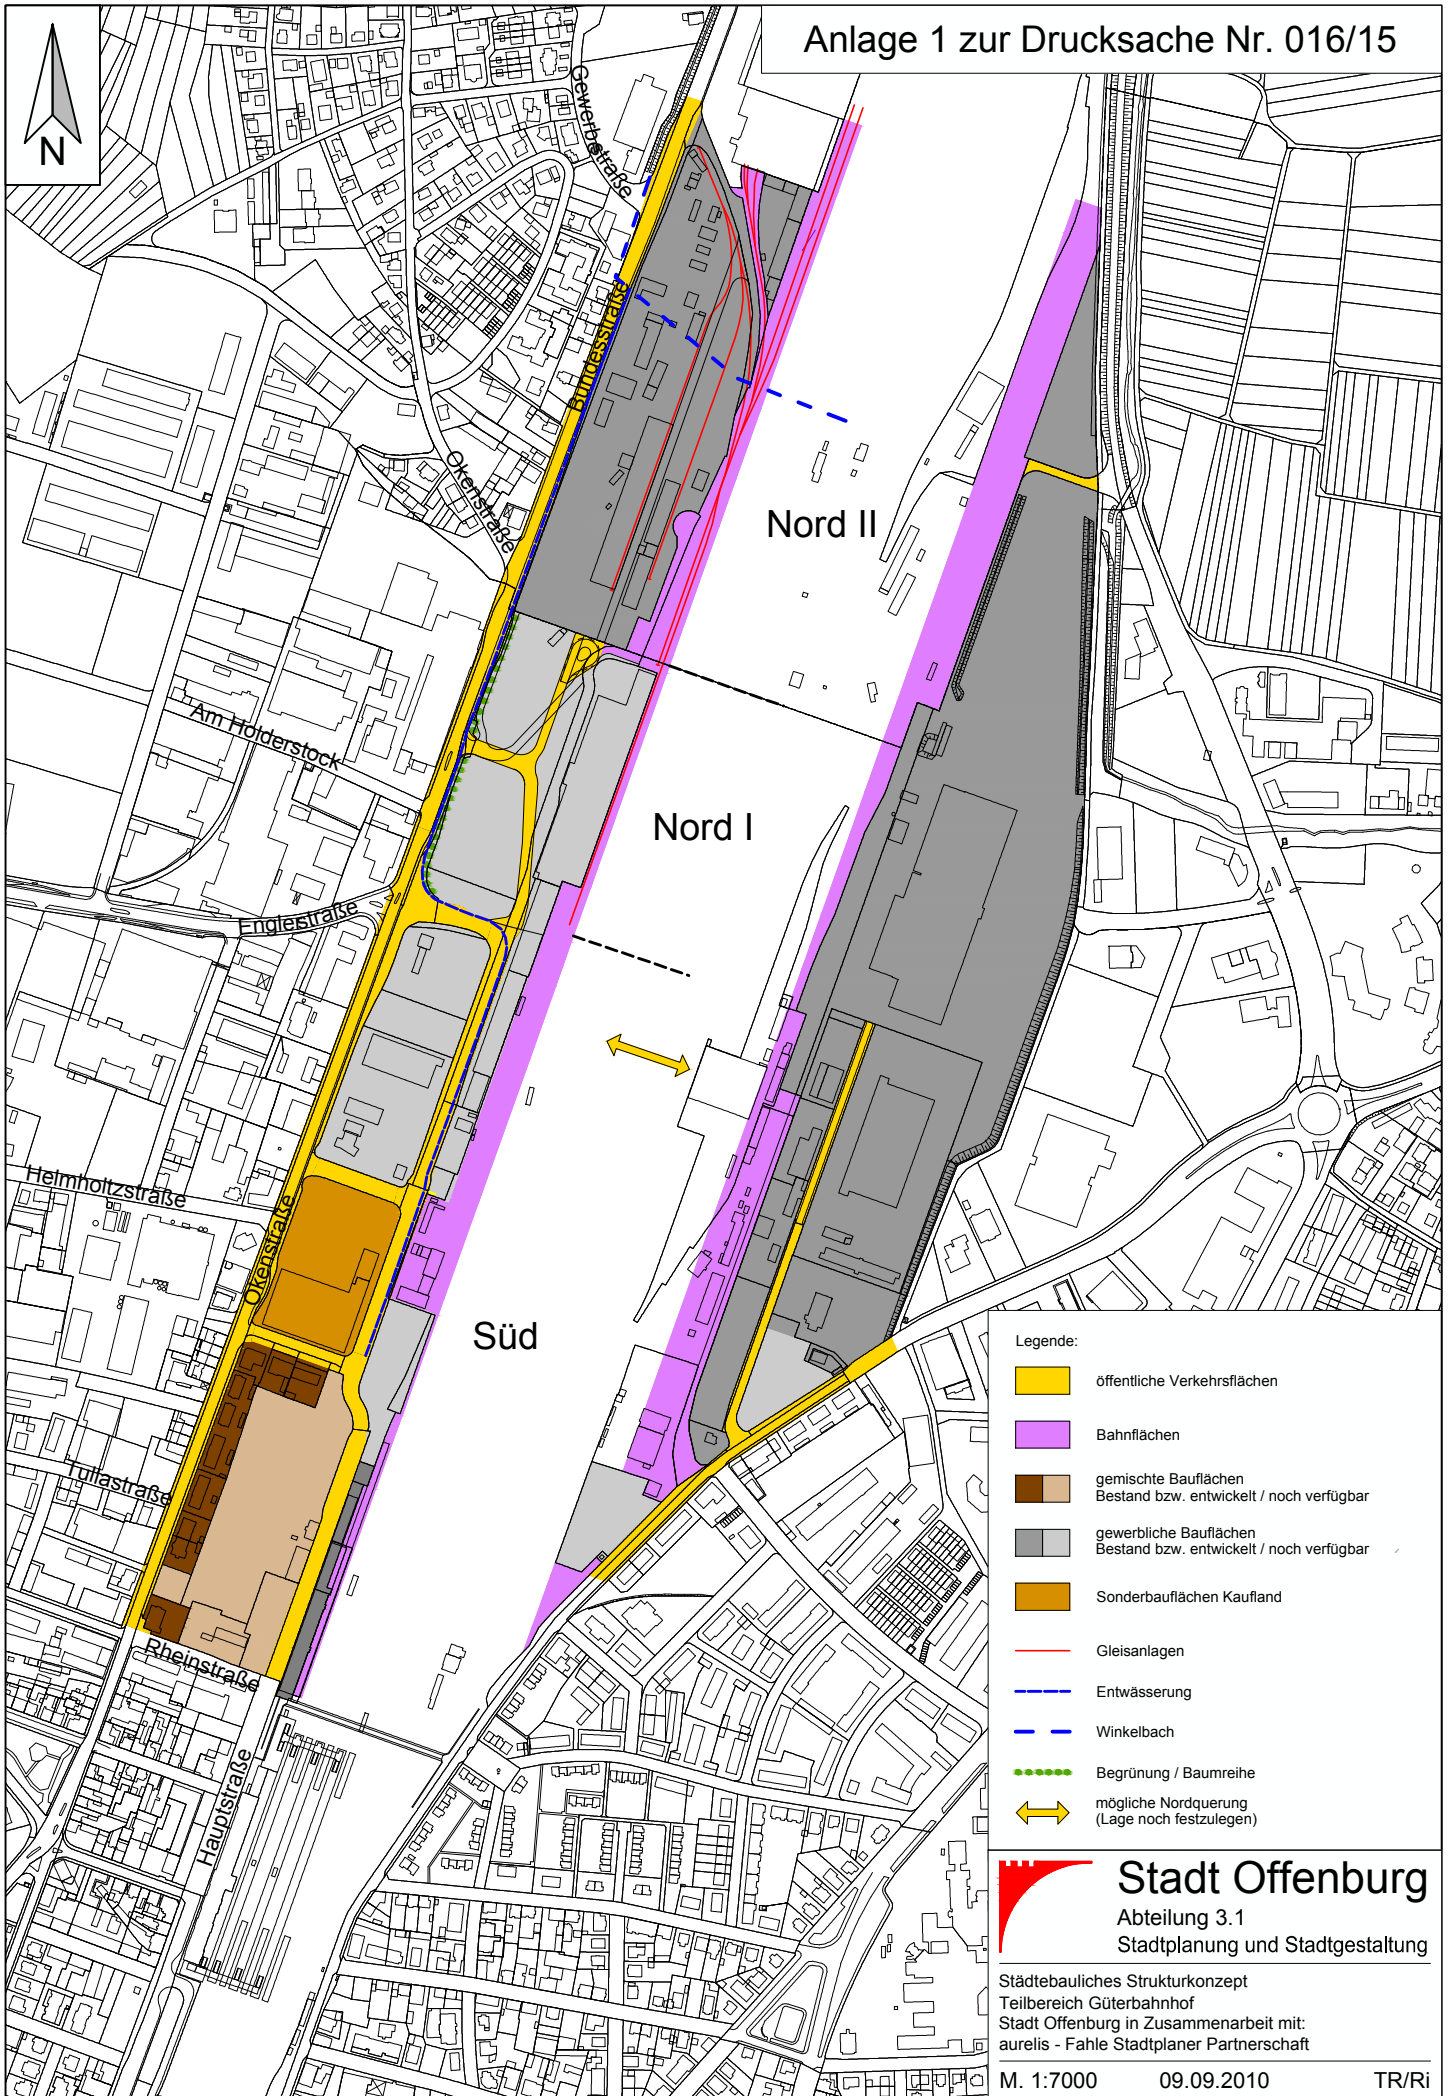 Anlage 1 zur Drucksache Nr. 016/15
N
Gewerbestraße
Bundesstraße
Okenstraße
Nord II
Am Holderstock
Nord I
Englerstraße
Helmholtzstraße
Okenstraße
Süd
Tullastraße
Rheinstraße
Hauptstraße
Legende:
öffentliche Verkehrsflächen
Bahnflächen
gemischte Bauflächen
Bestand bzw. entwickelt / noch verfügbar
gewerbliche Bauflächen
Bestand bzw. entwickelt / noch verfügbar
Sonderbauflächen Kaufland
Gleisanlagen
Entwässerung
Winkelbach
Begrünung / Baumreihe
mögliche Nordquerung
(Lage noch festzulegen)
Stadt Offenburg
Abteilung 3.1
Stadtplanung und Stadtgestaltung
Städtebauliches Strukturkonzept
Teilbereich Güterbahnhof
Stadt Offenburg in Zusammenarbeit mit:
aurelis - Fahle Stadtplaner Partnerschaft
M. 1:7000 09.09.2010 TR/Ri